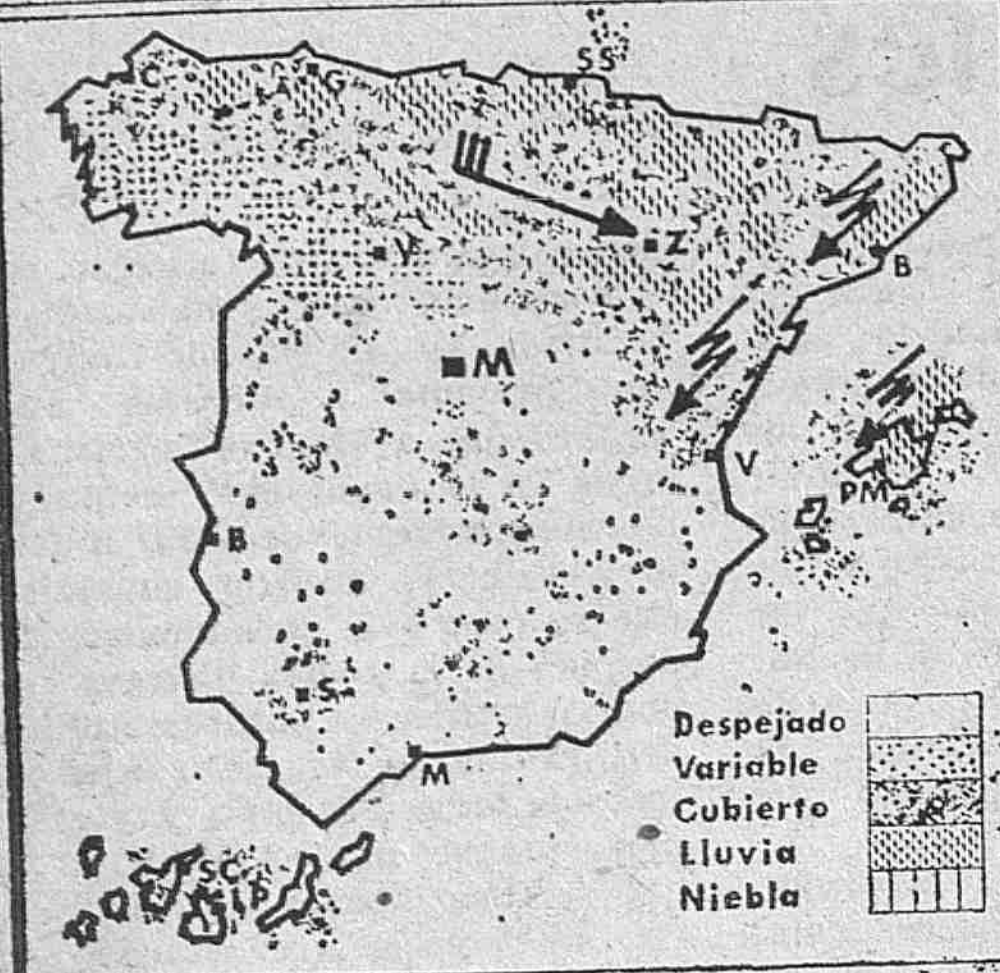 SS
C
G
V
Z
B
M
V
PM
B
S
M
Despejado
Variable
Cubierto
Lluvia
Niebla
SC